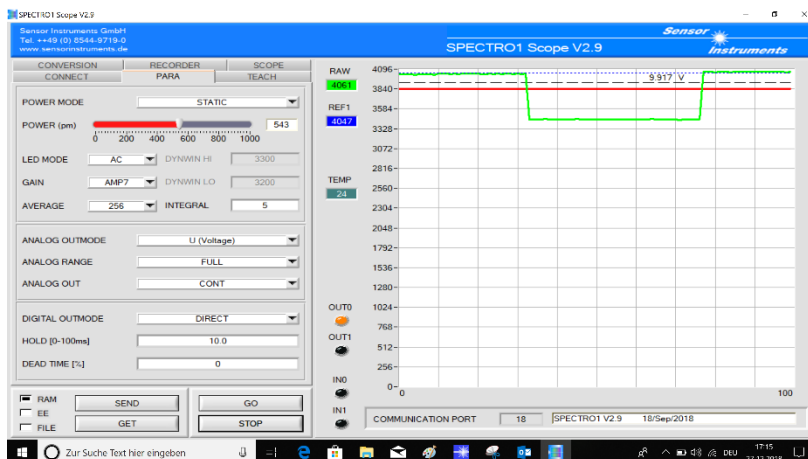 SPECTRO1 Scope V2.9
Sensor Instruments GmbH
Tel. ++49 (0) 8544-9719-0
www.sensorinstruments.de
SPECTRO1 Scope V2.9
Sensor Instruments
CONVERSION RECORDER SCOPE
CONNECT PARA TEACH
POWER MODE STATIC
POWER (pm) 543
0 200 400 600 800 1000
LED MODE AC DYNWIN HI 3300
GAIN AMP7 DYNWIN LO 3200
AVERAGE 256 INTEGRAL 5
ANALOG OUTMODE U (Voltage)
ANALOG RANGE FULL
ANALOG OUT CONT
DIGITAL OUTMODE DIRECT
HOLD [0-100ms] 10.0
DEAD TIME [%] 0
RAM
EE
FILE
SEND GO
GET STOP
RAW
4061
REF1
4047
TEMP
24
OUT0
OUT1
IN0
IN1
4096
3840
3584
3328
3072
2816
2560
2304
2048
1792
1536
1280
1024
768
512
256
0
9.917 V
0 100
COMMUNICATION PORT 18 SPECTRO1 V2.9 18/Sep/2018
Zur Suche Text hier eingeben
DEU
17:15